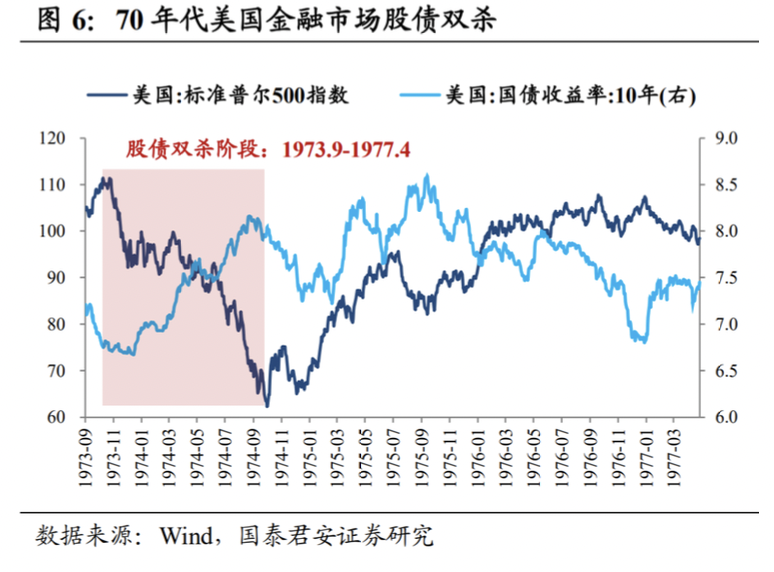 图 6：70 年代美国金融市场股债双杀
美国:标准普尔500指数 美国:国债收益率:10年(右)
股债双杀阶段：1973.9-1977.4
120 9.0
110 8.5
100 8.0
90 7.5
80 7.0
70 6.5
60 6.0
1973-09 1973-11 1974-01 1974-03 1974-05 1974-07 1974-09 1974-11 1975-01 1975-03 1975-05 1975-07 1975-09 1975-11 1976-01 1976-03 1976-05 1976-07 1976-09 1976-11 1977-01 1977-03
数据来源：Wind，国泰君安证券研究